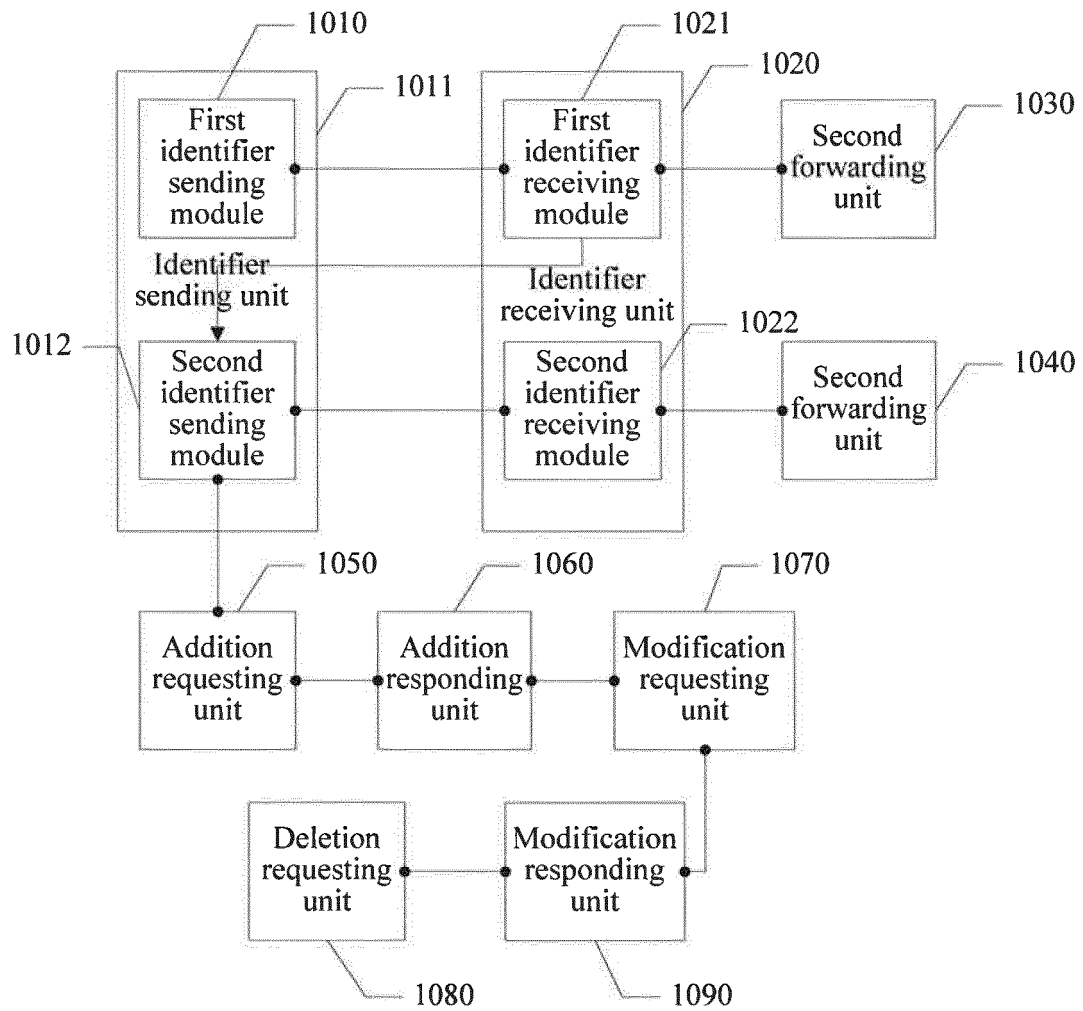 1010
1021
1011
1020
1030
First
identifier
sending
module
First
identifier
receiving
module
Second
forwarding
unit
Identifier
sending unit
Identifier
receiving unit
1012
1022
1040
Second
identifier
sending
module
Second
identifier
receiving
module
Second
forwarding
unit
1050
1060
1070
Addition
requesting
unit
Addition
responding
unit
Modification
requesting
unit
Deletion
requesting
unit
Modification
responding
unit
1080
1090